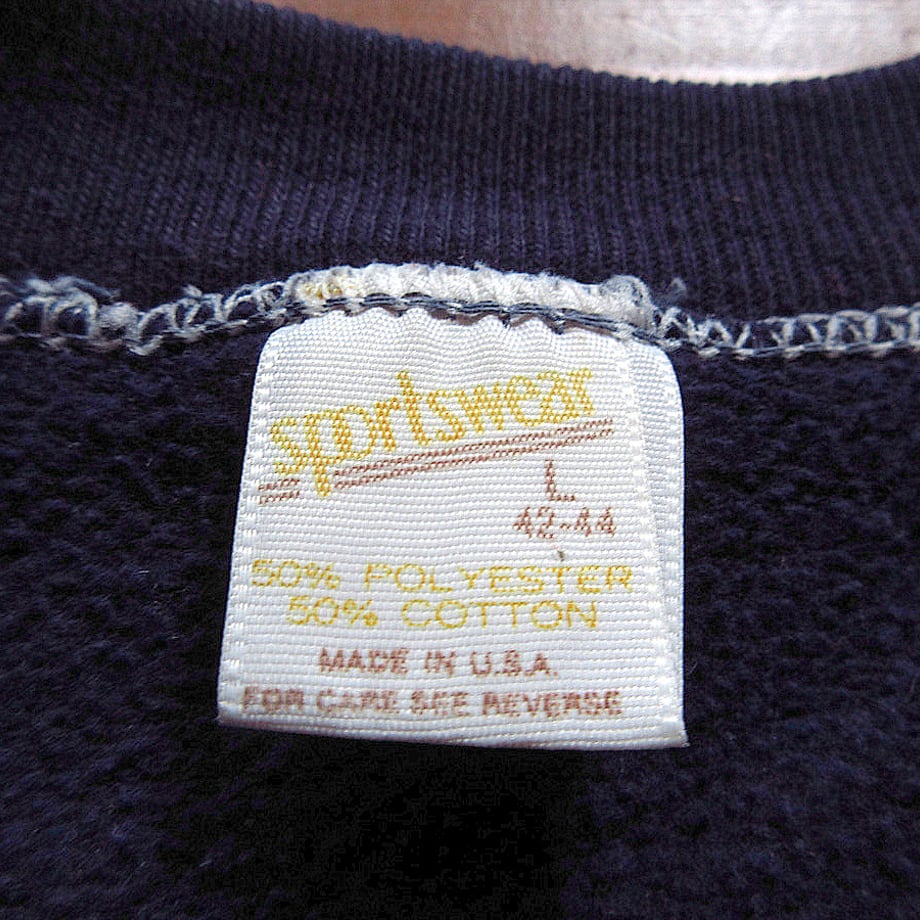 sportswear
L
42-44
50% POLYESTER
50% COTTON
MADE IN U.S.A.
FOR CARE SEE REVERSE